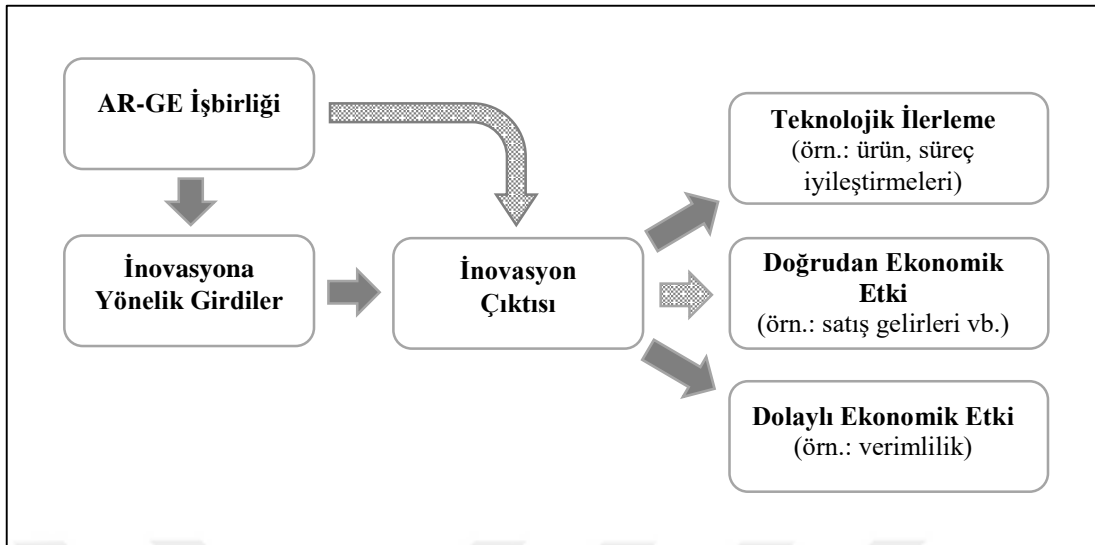 AR-GE İşbirliği
İnovasyona
Yönelik Girdiler
İnovasyon
Çıktısı
Teknolojik İlerleme
(örn.: ürün, süreç
iyileştirmeleri)
Doğrudan Ekonomik
Etki
(örn.: satış gelirleri vb.)
Dolaylı Ekonomik Etki
(örn.: verimlilik)